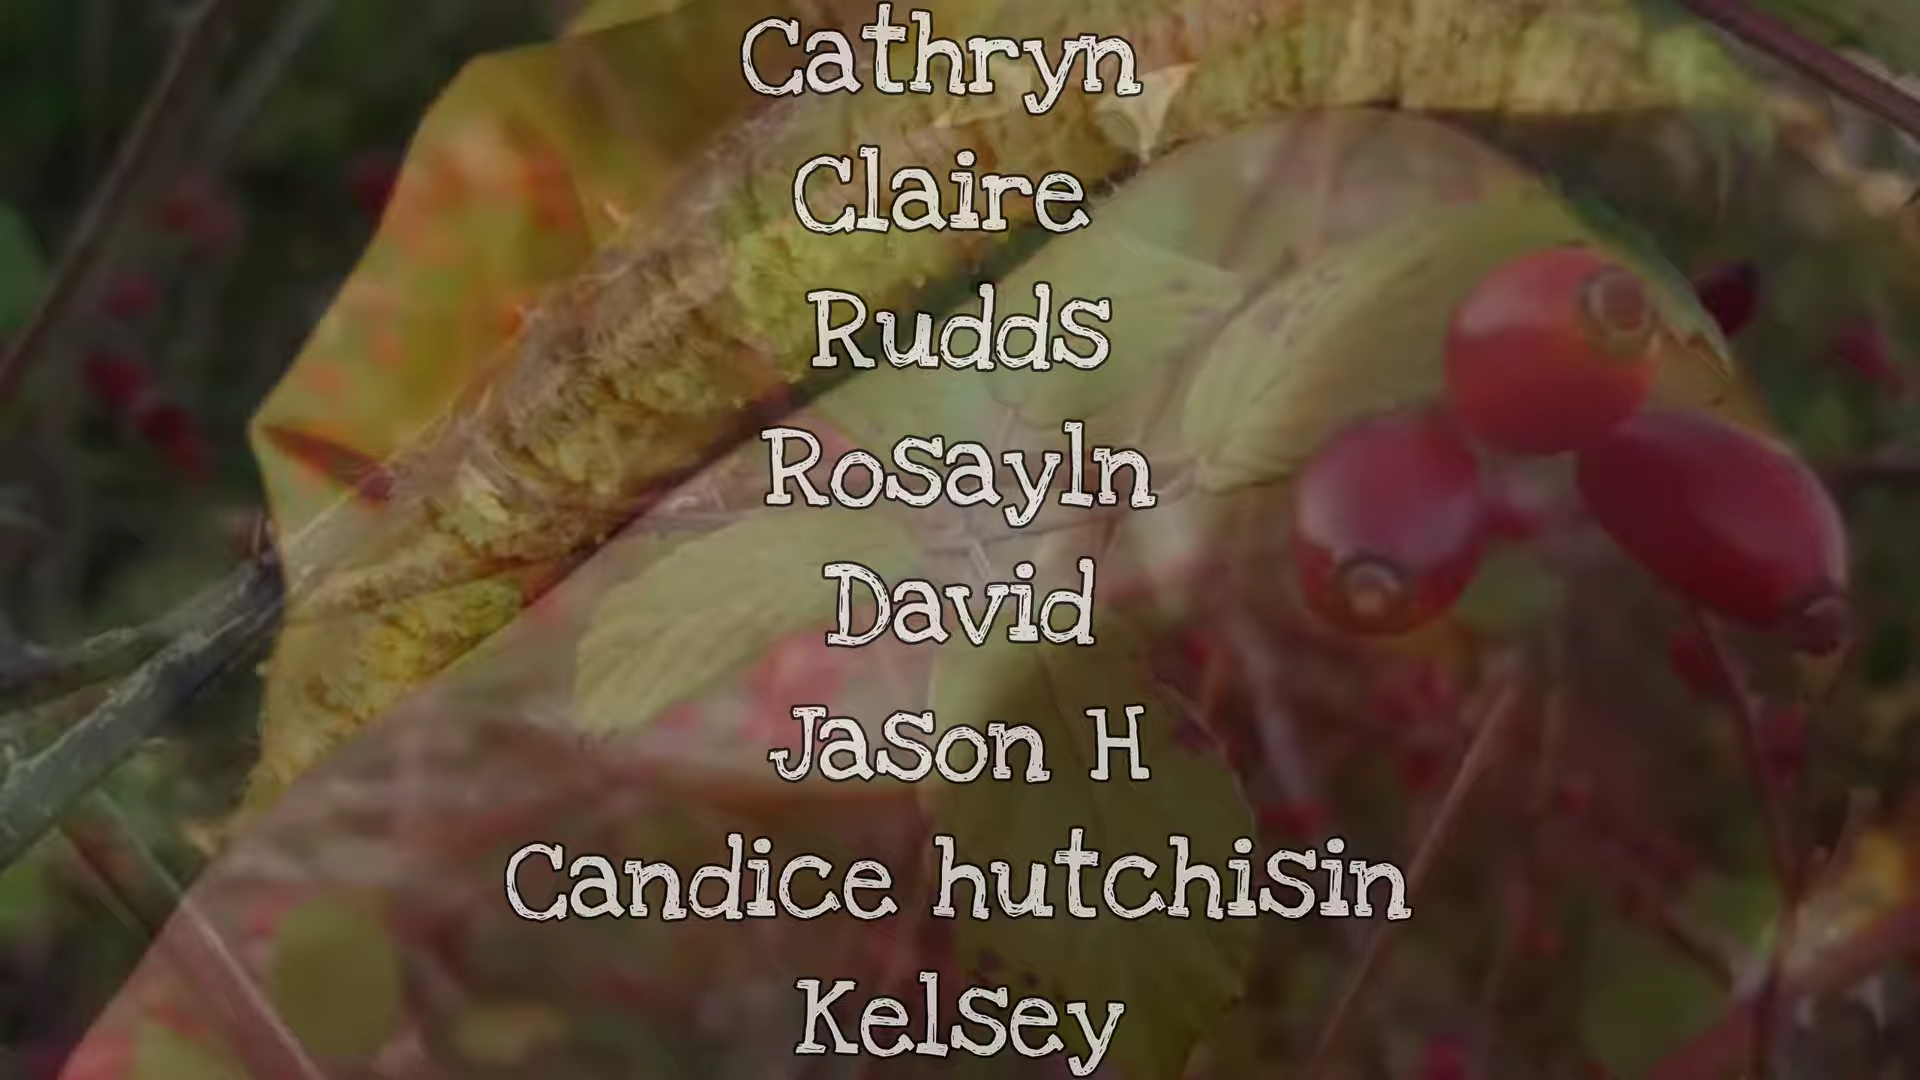 Cathryn
Claire
Rudds
Rosayln
David
Jason H
Candice hutchisin
Kelsey